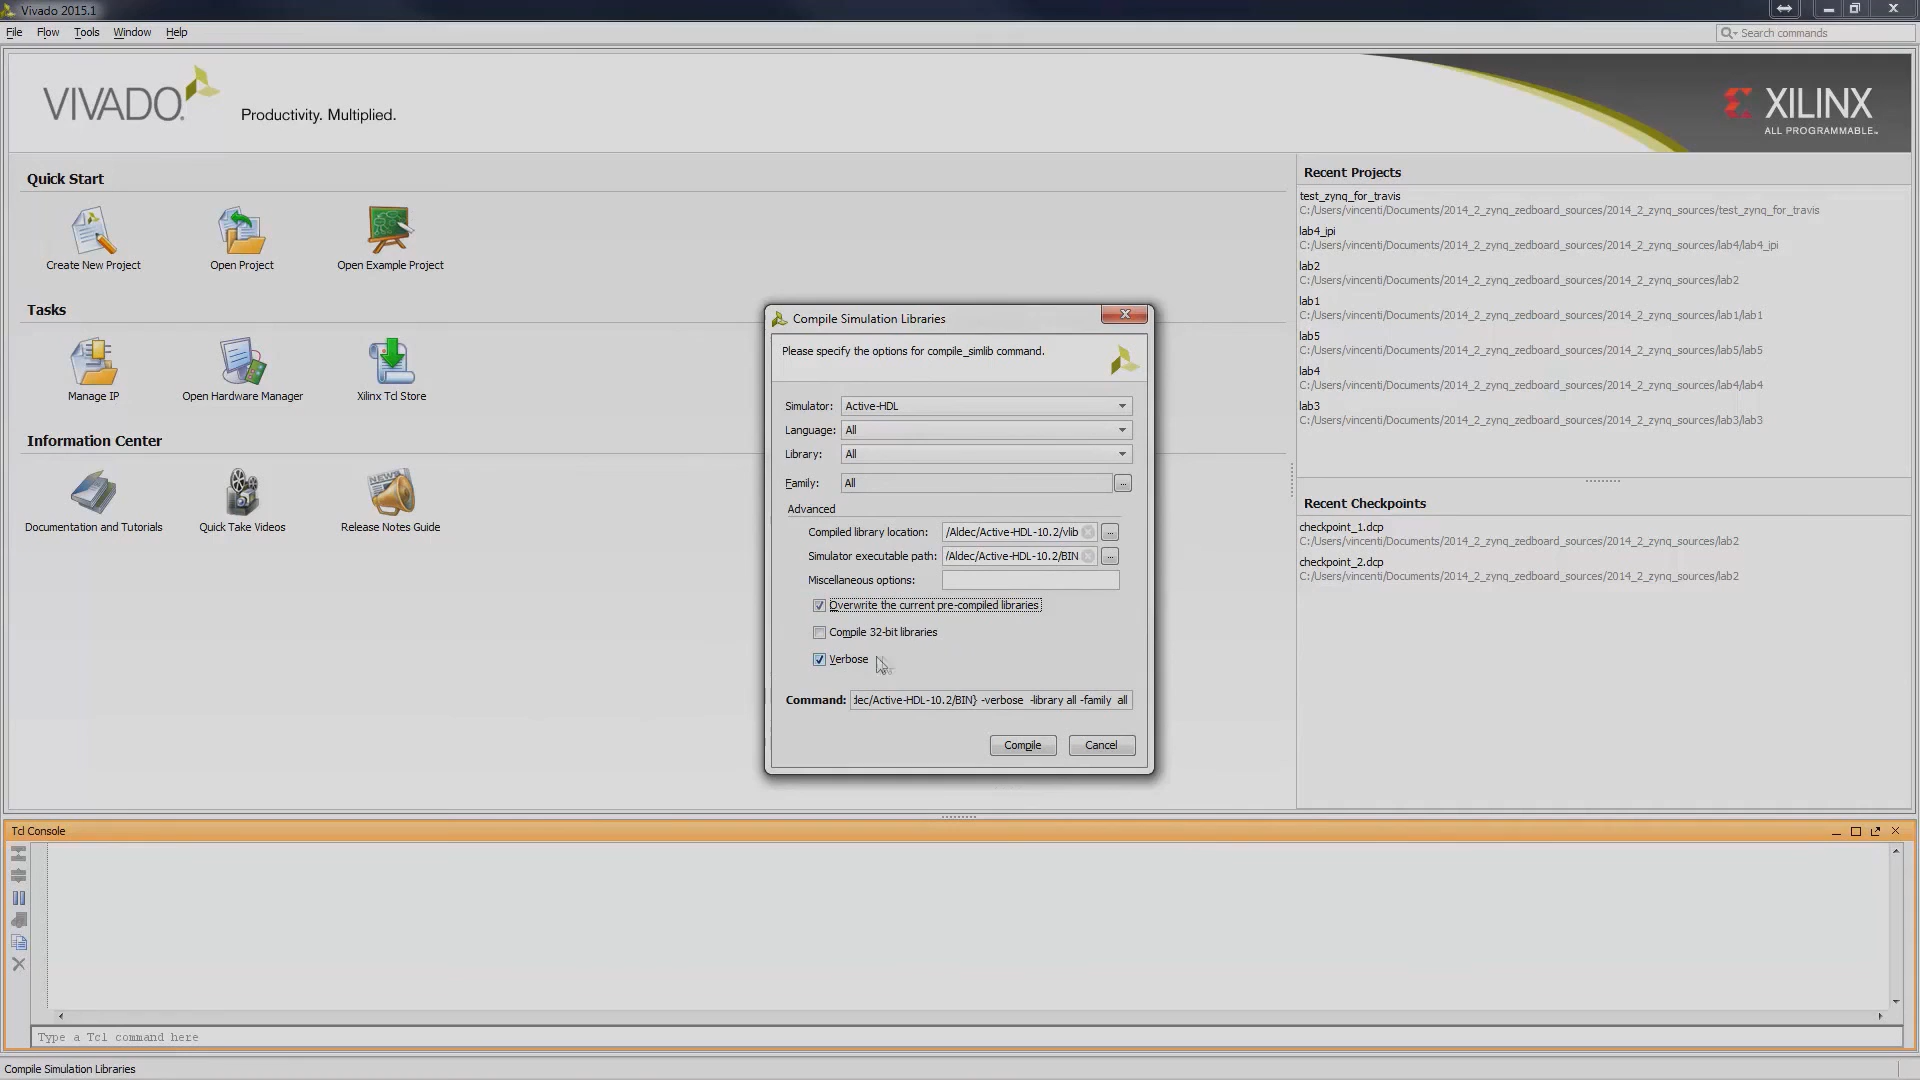 Vivado 2015.1
File Flow Tools Window Help
Search commands
VIVADO. Productivity. Multiplied.
XILINX
ALL PROGRAMMABLE™
Quick Start
Create New Project Open Project Open Example Project
Tasks
Manage IP Open Hardware Manager Xilinx Tcl Store
Information Center
NEWS
Documentation and Tutorials Quick Take Videos Release Notes Guide
Recent Projects
test_zynq_for_travis
C:/Users/vincenti/Documents/2014_2_zynq_zedboard_sources/2014_2_zynq_sources/test_zynq_for_travis
lab4_ipi
C:/Users/vincenti/Documents/2014_2_zynq_zedboard_sources/2014_2_zynq_sources/lab4/lab4_ipi
lab2
C:/Users/vincenti/Documents/2014_2_zynq_zedboard_sources/2014_2_zynq_sources/lab2
lab1
C:/Users/vincenti/Documents/2014_2_zynq_zedboard_sources/2014_2_zynq_sources/lab1/lab1
lab5
C:/Users/vincenti/Documents/2014_2_zynq_zedboard_sources/2014_2_zynq_sources/lab5/lab5
lab4
C:/Users/vincenti/Documents/2014_2_zynq_zedboard_sources/2014_2_zynq_sources/lab4/lab4
lab3
C:/Users/vincenti/Documents/2014_2_zynq_zedboard_sources/2014_2_zynq_sources/lab3/lab3
Recent Checkpoints
checkpoint_1.dcp
C:/Users/vincenti/Documents/2014_2_zynq_zedboard_sources/2014_2_zynq_sources/lab2
checkpoint_2.dcp
C:/Users/vincenti/Documents/2014_2_zynq_zedboard_sources/2014_2_zynq_sources/lab2
Compile Simulation Libraries
Please specify the options for compile_simlib command.
Simulator: Active-HDL
Language: All
Library: All
Family: All ...
Advanced
Compiled library location: /Aldec/Active-HDL-10.2/vlib ...
Simulator executable path: /Aldec/Active-HDL-10.2/BIN ...
Miscellaneous options:
Overwrite the current pre-compiled libraries
Compile 32-bit libraries
Verbose
Command: dec/Active-HDL-10.2/BIN} -verbose -library all -family all
Compile Cancel
Tcl Console
Type a Tcl command here
Compile Simulation Libraries